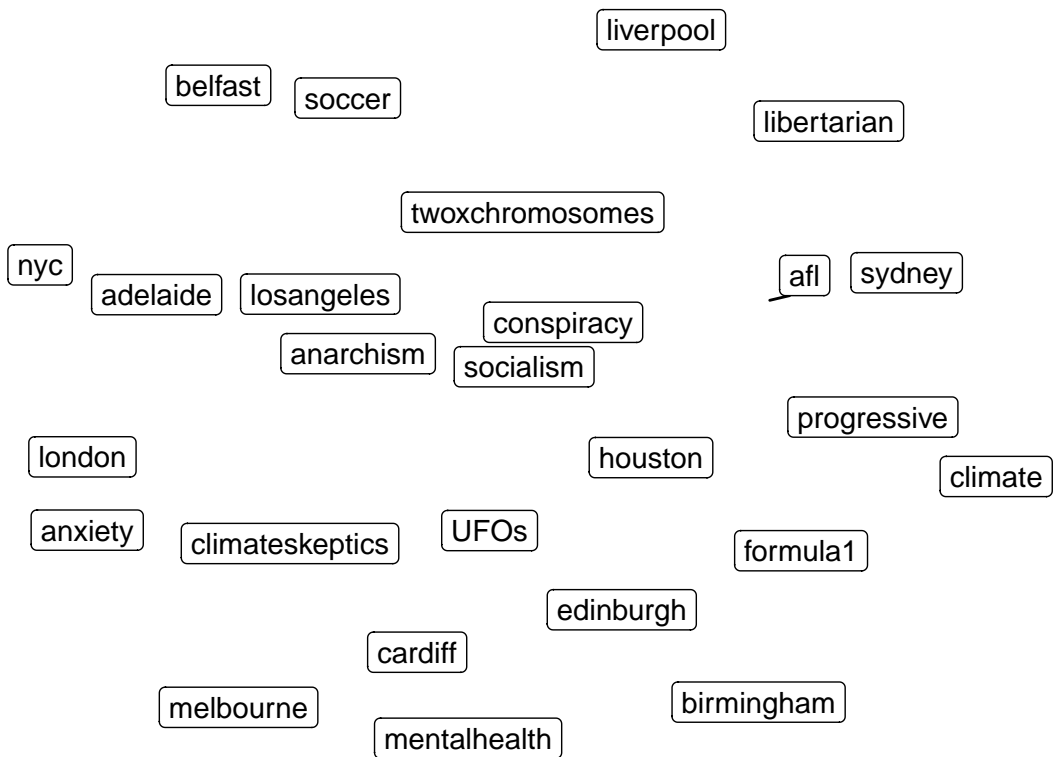 liverpool
belfast
soccer
libertarian
twoxchromosomes
nyc
adelaide
losangeles
afl
sydney
conspiracy
anarchism
socialism
progressive
london
houston
climate
anxiety
climateskeptics
UFOs
formula1
edinburgh
cardiff
melbourne
birmingham
mentalhealth